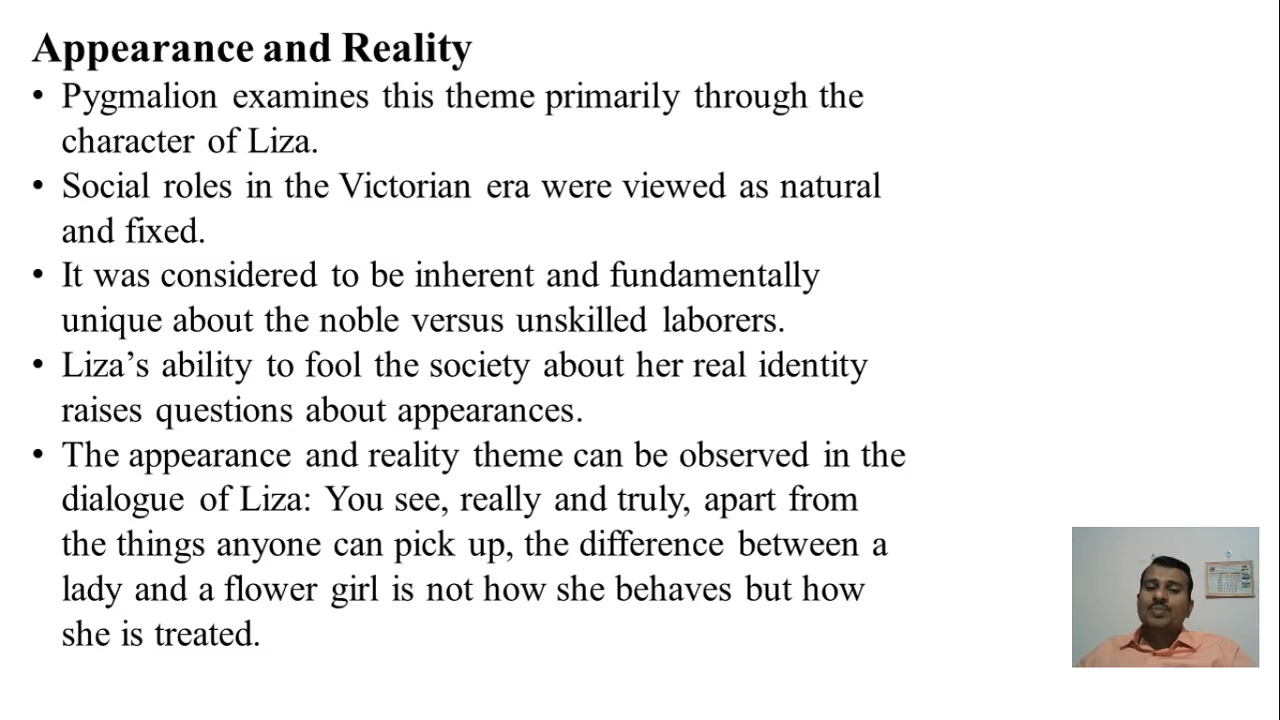 Appearance and Reality
• Pygmalion examines this theme primarily through the
character of Liza.
• Social roles in the Victorian era were viewed as natural
and fixed.
• It was considered to be inherent and fundamentally
unique about the noble versus unskilled laborers.
• Liza’s ability to fool the society about her real identity
raises questions about appearances.
• The appearance and reality theme can be observed in the
dialogue of Liza: You see, really and truly, apart from
the things anyone can pick up, the difference between a
lady and a flower girl is not how she behaves but how
she is treated.